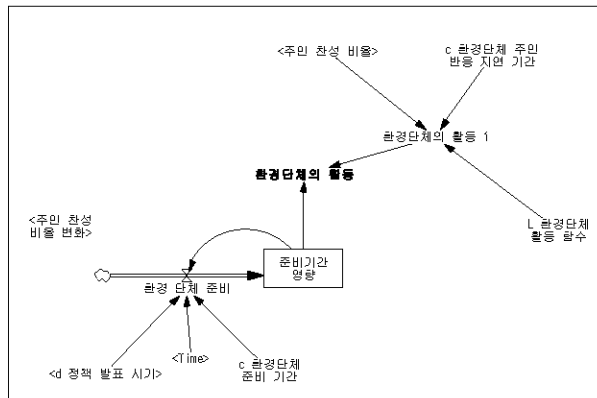 <주민 찬성 비율>
c 환경단체 주민
반응 지연 기간
환경단체의 활동 1
환경단체의 활동
L 환경단체
활동 함수
<주민 찬성
비율 변화>
준비기간
영향
환경 단체 준비
<Time>
c 환경단체
준비 기간
<d 정책 발표 시기>